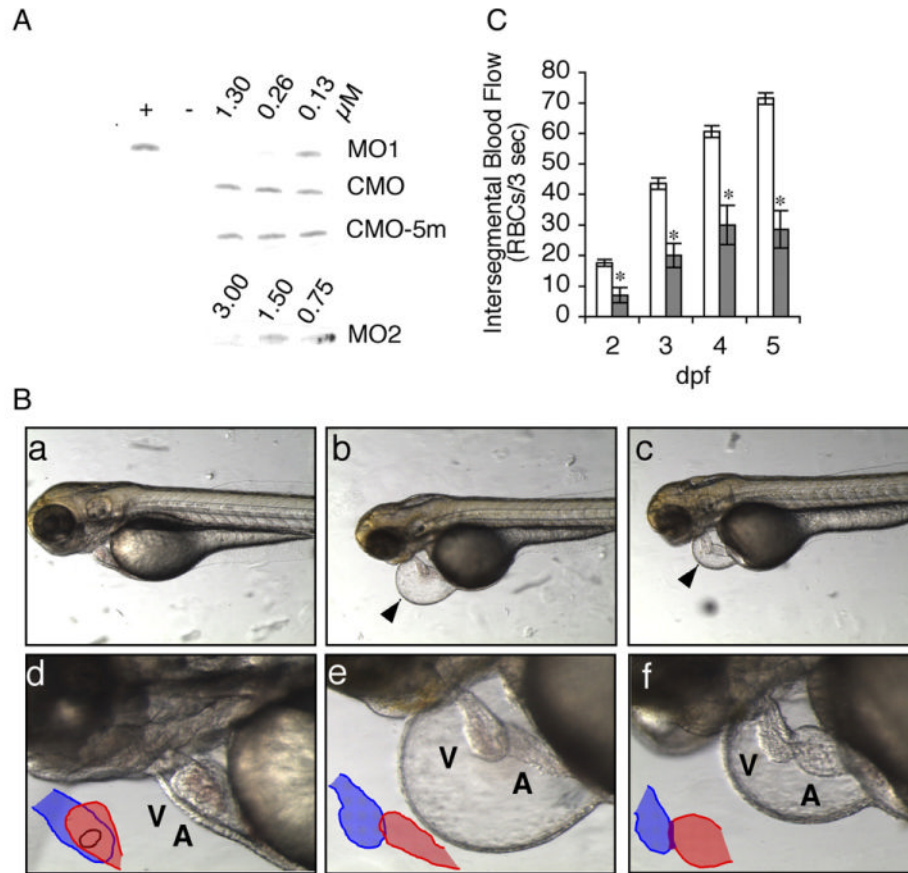 A
+ - 1.30 0.26 0.13 µM
MO1
CMO
CMO-5m
3.00 1.50 0.75
MO2
C
Intersegmental Blood Flow
(RBCs/3 sec)
80
70
60
50
40
30
20
10
0
* * * *
2 3 4 5
dpf
B
a b c
d e f
V A V A V A